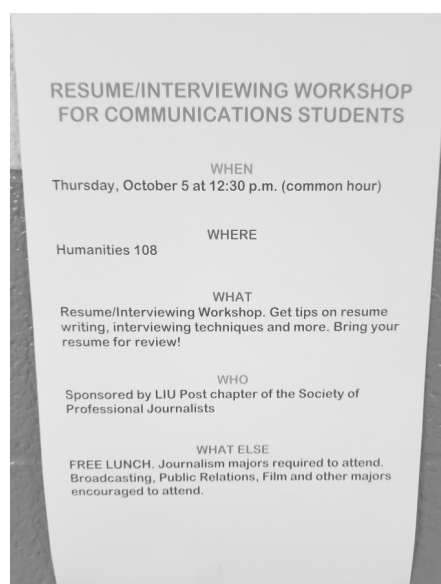 RESUME/INTERVIEWING WORKSHOP
FOR COMMUNICATIONS STUDENTS
WHEN
Thursday, October 5 at 12:30 p.m. (common hour)
WHERE
Humanities 108
WHAT
Resume/Interviewing Workshop. Get tips on resume
writing, interviewing techniques and more. Bring your
resume for review!
WHO
Sponsored by LIU Post chapter of the Society of
Professional Journalists
WHAT ELSE
FREE LUNCH. Journalism majors required to attend.
Broadcasting, Public Relations, Film and other majors
encouraged to attend.